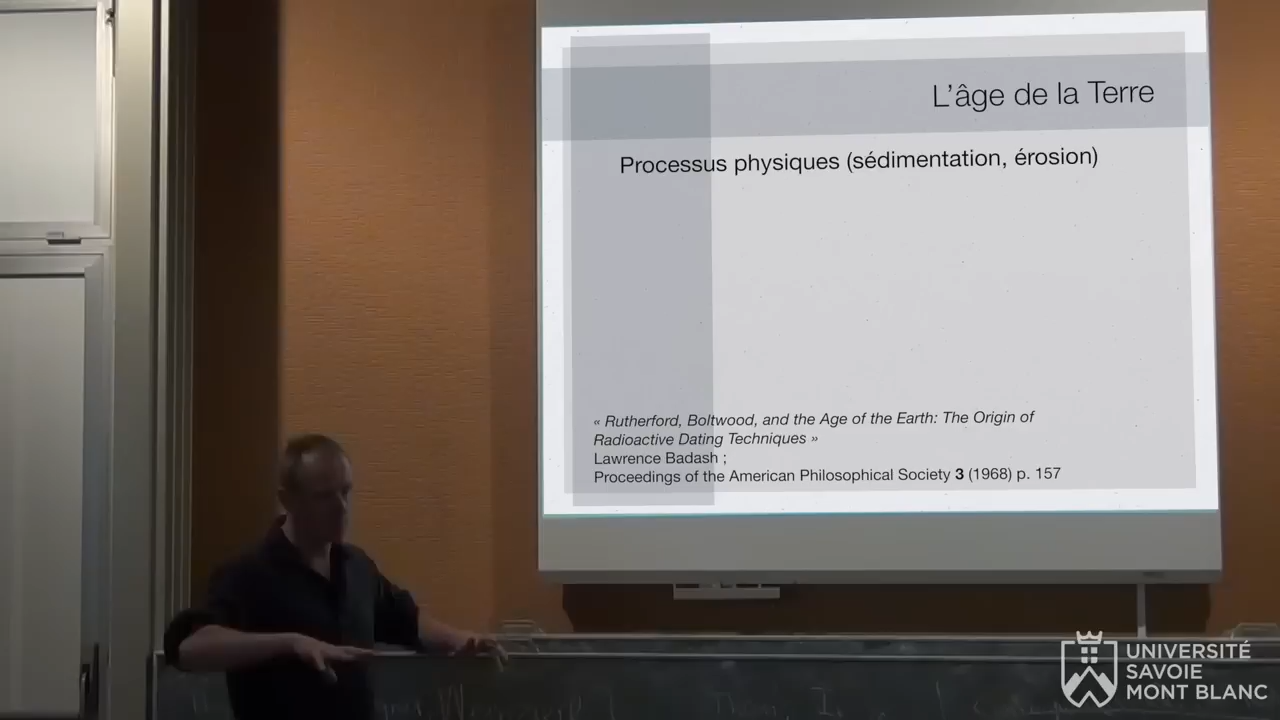 L'âge de la Terre
Processus physiques (sédimentation, érosion)
« Rutherford, Boltwood, and the Age of the Earth: The Origin of
Radioactive Dating Techniques »
Lawrence Badash ;
Proceedings of the American Philosophical Society 3 (1968) p. 157
UNIVERSITÉ
SAVOIE
MONT BLANC